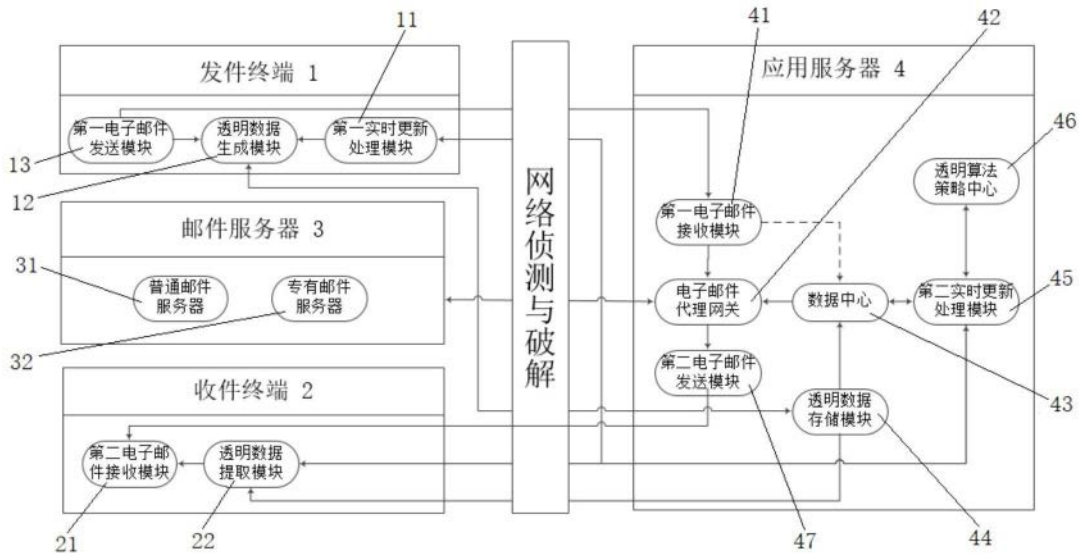 11
41
42
发件终端 1
应用服务器 4
第一电子邮件
发送模块
透明数据
生成模块
第一实时更新
处理模块
46
13
12
透明算法
策略中心
网络侦测与破解
邮件服务器 3
第一电子邮件
接收模块
31
普通邮件
服务器
专有邮件
服务器
电子邮件
代理网关
数据中心
第二实时更新
处理模块
45
32
第二电子邮件
发送模块
收件终端 2
透明数据
存储模块
43
第二电子邮
件接收模块
透明数据
提取模块
21
22
47
44